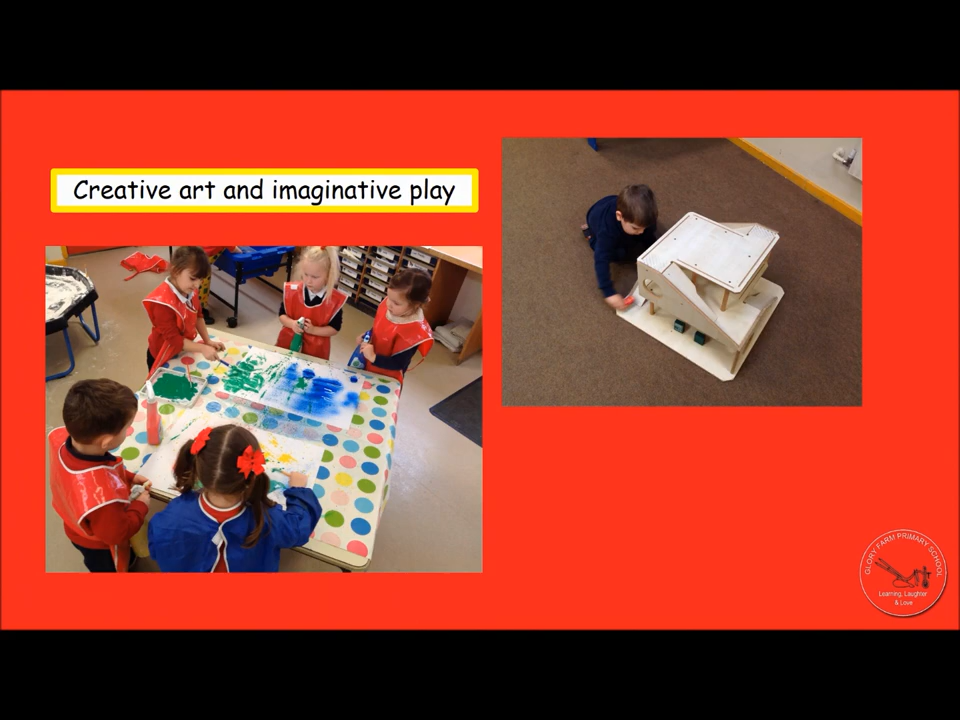 Creative art and imaginative play
GLORY FARM PRIMARY SCHOOL
Learning, Laughter
& Love